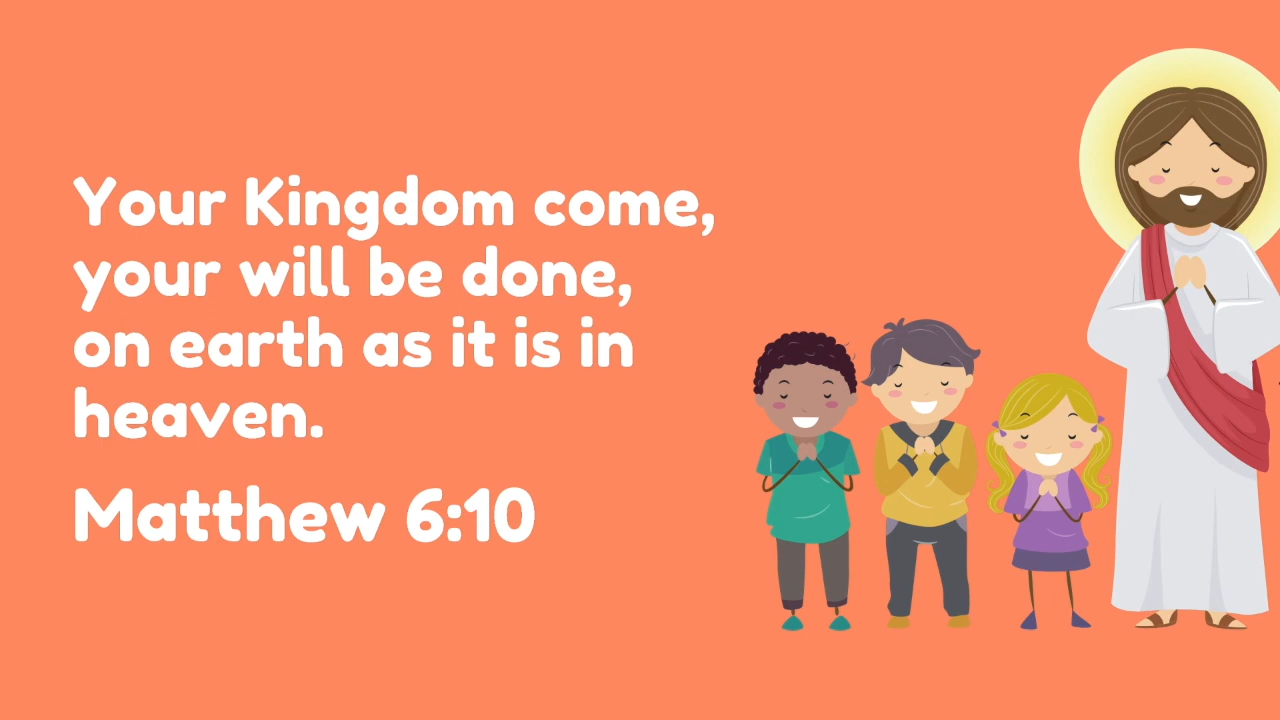 Your Kingdom come,
your will be done,
on earth as it is in
heaven.
Matthew 6:10